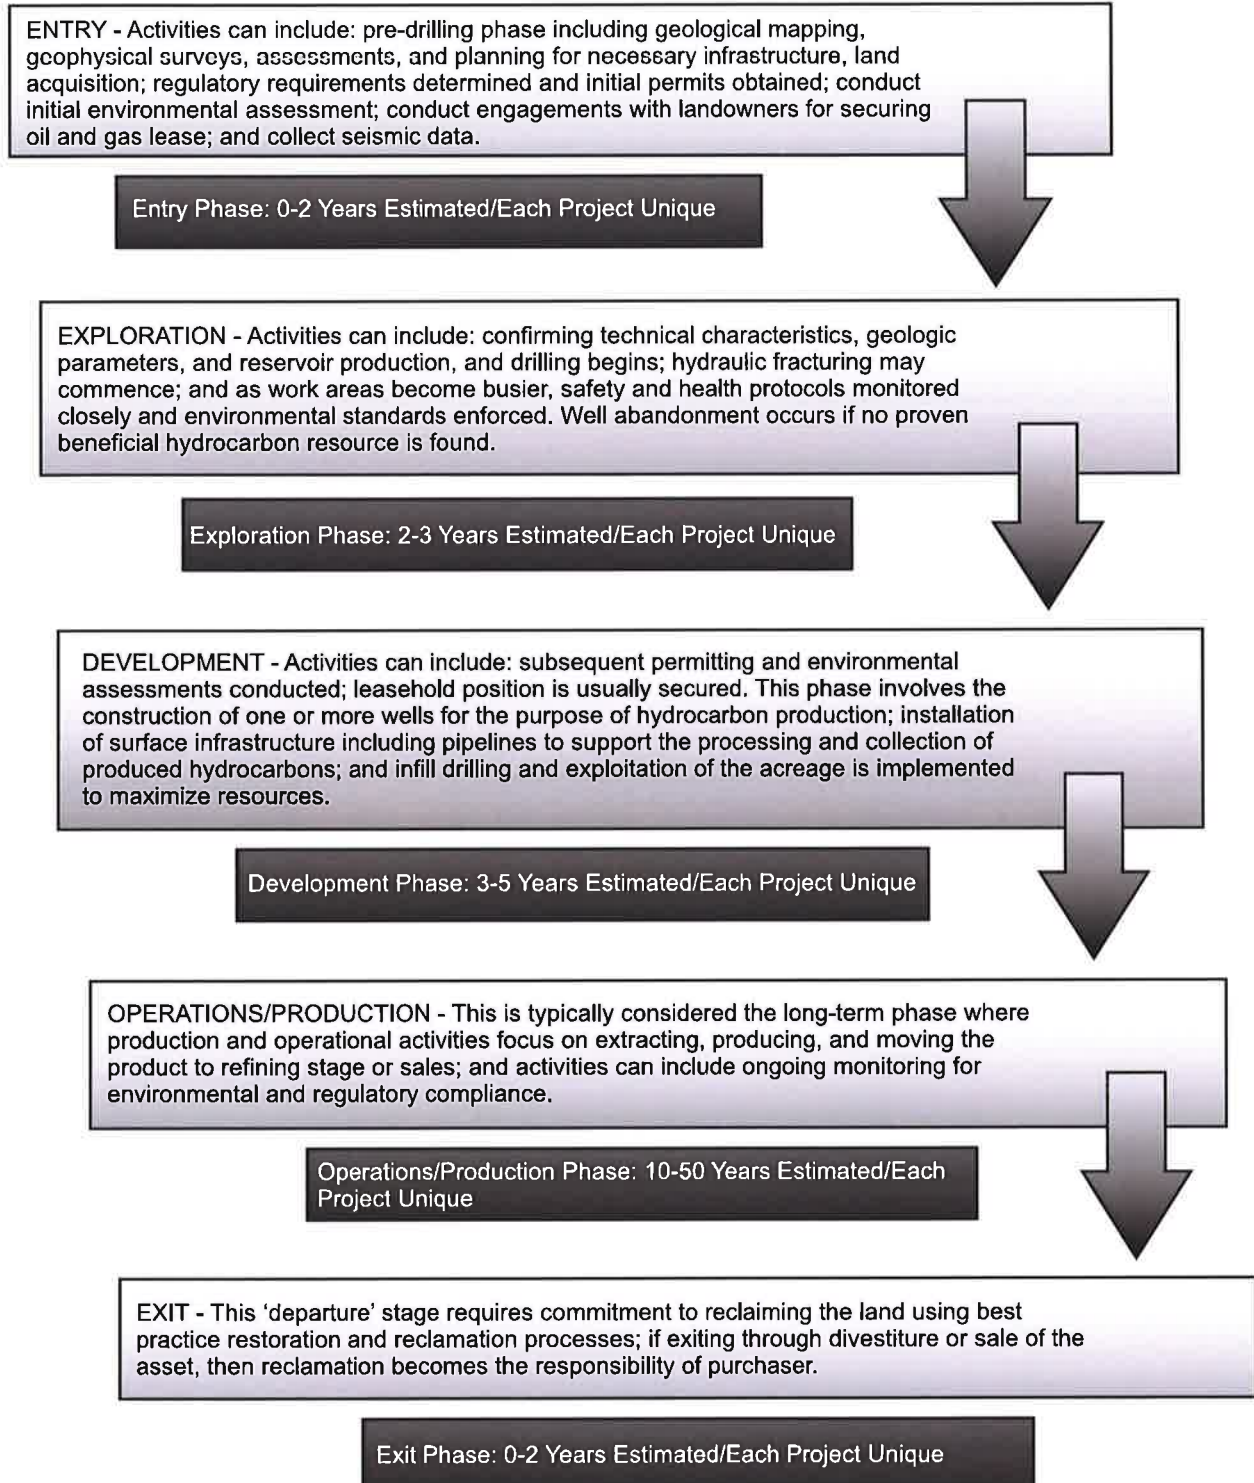 ENTRY - Activities can include: pre-drilling phase including geological mapping,
geophysical surveys, assessments, and planning for necessary infrastructure, land
acquisition; regulatory requirements determined and initial permits obtained; conduct
initial environmental assessment; conduct engagements with landowners for securing
oil and gas lease; and collect seismic data.
Entry Phase: 0-2 Years Estimated/Each Project Unique
EXPLORATION - Activities can include: confirming technical characteristics, geologic
parameters, and reservoir production, and drilling begins; hydraulic fracturing may
commence; and as work areas become busier, safety and health protocols monitored
closely and environmental standards enforced. Well abandonment occurs if no proven
beneficial hydrocarbon resource is found.
Exploration Phase: 2-3 Years Estimated/Each Project Unique
DEVELOPMENT - Activities can include: subsequent permitting and environmental
assessments conducted; leasehold position is usually secured. This phase involves the
construction of one or more wells for the purpose of hydrocarbon production; installation
of surface infrastructure including pipelines to support the processing and collection of
produced hydrocarbons; and infill drilling and exploitation of the acreage is implemented
to maximize resources.
Development Phase: 3-5 Years Estimated/Each Project Unique
OPERATIONS/PRODUCTION - This is typically considered the long-term phase where
production and operational activities focus on extracting, producing, and moving the
product to refining stage or sales; and activities can include ongoing monitoring for
environmental and regulatory compliance.
Operations/Production Phase: 10-50 Years Estimated/Each
Project Unique
EXIT - This ‘departure’ stage requires commitment to reclaiming the land using best
practice restoration and reclamation processes; if exiting through divestiture or sale of the
asset, then reclamation becomes the responsibility of purchaser.
Exit Phase: 0-2 Years Estimated/Each Project Unique